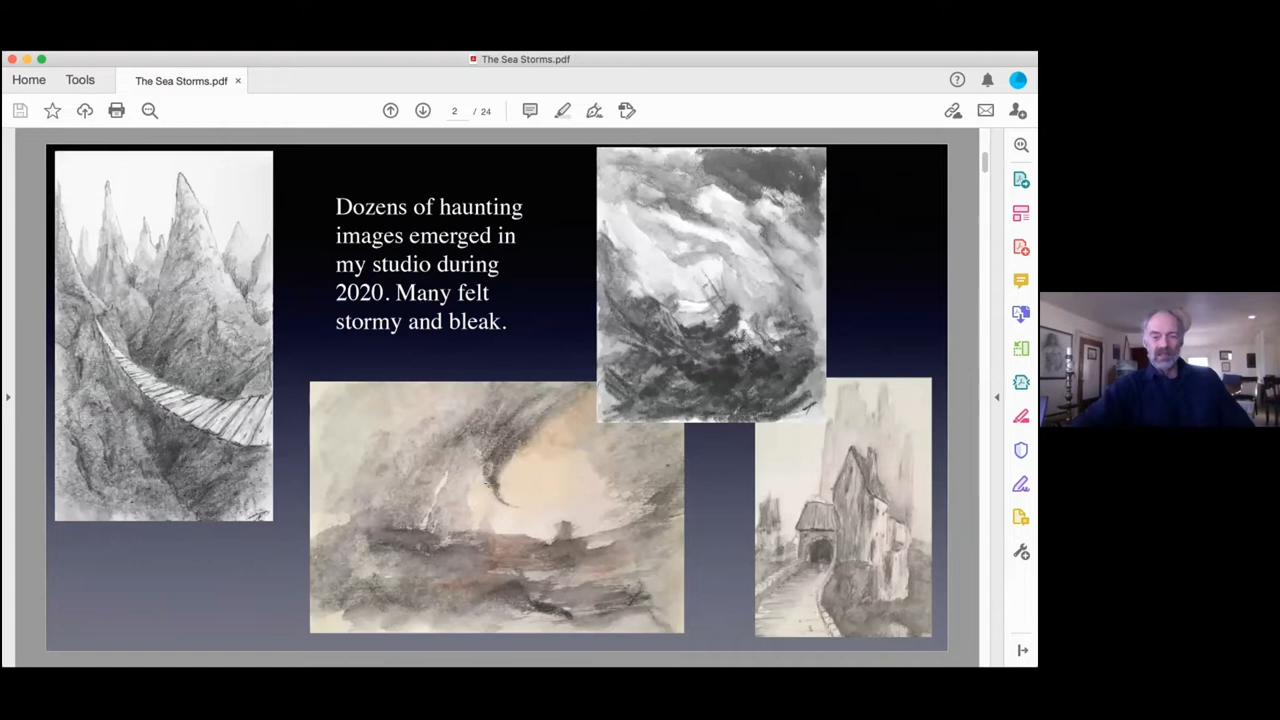 The Sea Storms.pdf
Home
Tools
The Sea Storms.pdf ×
2 / 24
Dozens of haunting
images emerged in
my studio during
2020. Many felt
stormy and bleak.